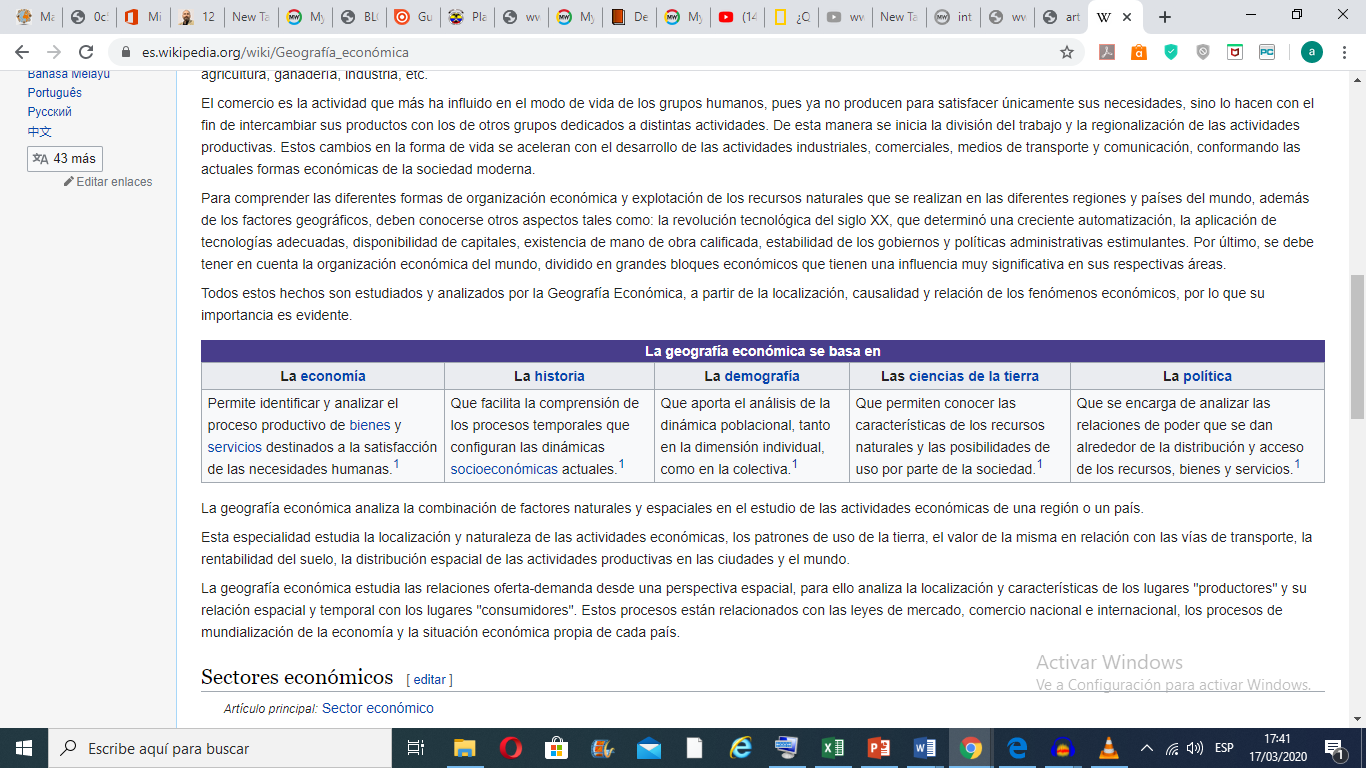 Ma
0c!
Mi
12
New Ta
My
BL(
Gu
Pla
wv
My
De
My
(14
¿Q
wv
New Ta
int
wv
art
W
es.wikipedia.org/wiki/Geografía_económica
a
Bahasa Melayu
Português
Русский
中文
43 más
Editar enlaces
agricultura, ganadería, industria, etc.
El comercio es la actividad que más ha influido en el modo de vida de los grupos humanos, pues ya no producen para satisfacer únicamente sus necesidades, sino lo hacen con el
fin de intercambiar sus productos con los de otros grupos dedicados a distintas actividades. De esta manera se inicia la división del trabajo y la regionalización de las actividades
productivas. Estos cambios en la forma de vida se aceleran con el desarrollo de las actividades industriales, comerciales, medios de transporte y comunicación, conformando las
actuales formas económicas de la sociedad moderna.
Para comprender las diferentes formas de organización económica y explotación de los recursos naturales que se realizan en las diferentes regiones y países del mundo, además
de los factores geográficos, deben conocerse otros aspectos tales como: la revolución tecnológica del siglo XX, que determinó una creciente automatización, la aplicación de
tecnologías adecuadas, disponibilidad de capitales, existencia de mano de obra calificada, estabilidad de los gobiernos y políticas administrativas estimulantes. Por último, se debe
tener en cuenta la organización económica del mundo, dividido en grandes bloques económicos que tienen una influencia muy significativa en sus respectivas áreas.
Todos estos hechos son estudiados y analizados por la Geografía Económica, a partir de la localización, causalidad y relación de los fenómenos económicos, por lo que su
importancia es evidente.
La geografía económica se basa en
La economía
Permite identificar y analizar el
proceso productivo de bienes y
servicios destinados a la satisfacción
de las necesidades humanas.1
La historia
Que facilita la comprensión de
los procesos temporales que
configuran las dinámicas
socioeconómicas actuales.1
La demografía
Que aporta el análisis de la
dinámica poblacional, tanto
en la dimensión individual,
como en la colectiva.1
Las ciencias de la tierra
Que permiten conocer las
características de los recursos
naturales y las posibilidades de
uso por parte de la sociedad.1
La política
Que se encarga de analizar las
relaciones de poder que se dan
alrededor de la distribución y acceso
de los recursos, bienes y servicios.1
La geografía económica analiza la combinación de factores naturales y espaciales en el estudio de las actividades económicas de una región o un país.
Esta especialidad estudia la localización y naturaleza de las actividades económicas, los patrones de uso de la tierra, el valor de la misma en relación con las vías de transporte, la
rentabilidad del suelo, la distribución espacial de las actividades productivas en las ciudades y el mundo.
La geografía económica estudia las relaciones oferta-demanda desde una perspectiva espacial, para ello analiza la localización y características de los lugares "productores" y su
relación espacial y temporal con los lugares "consumidores". Estos procesos están relacionados con las leyes de mercado, comercio nacional e internacional, los procesos de
mundialización de la economía y la situación económica propia de cada país.
Sectores económicos [ editar ]
Artículo principal: Sector económico
Activar Windows
Ve a Configuración para activar Windows.
Escribe aquí para buscar
ESP
17:41
17/03/2020
1